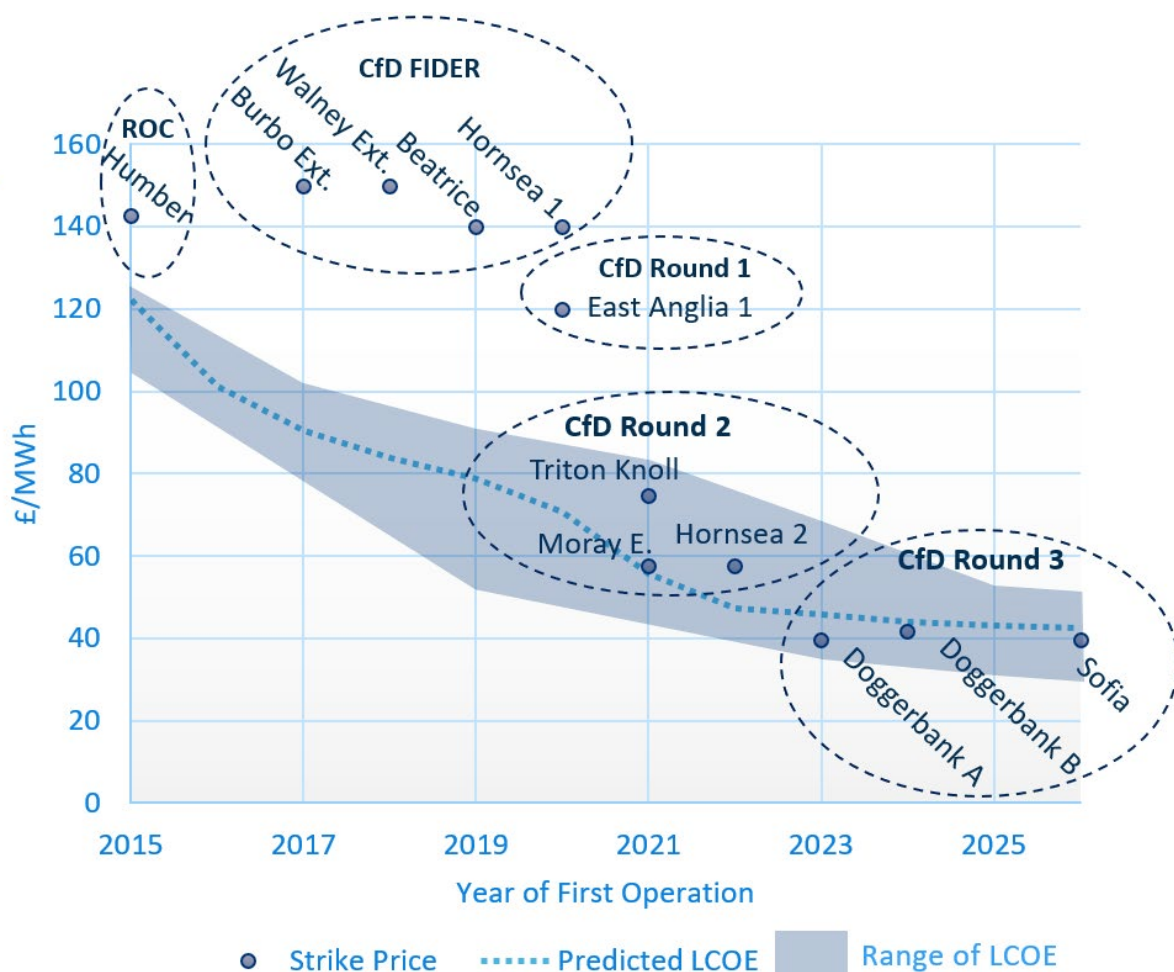 CfD FIDER
ROC
Humber
Burbo Ext.
Walney Ext.
Beatrice
Hornsea 1
CfD Round 1
East Anglia 1
CfD Round 2
Triton Knoll
Moray E.
Hornsea 2
CfD Round 3
Doggerbank A
Doggerbank B
Sofia
£/MWh
160
140
120
100
80
60
40
20
0
2015 2017 2019 2021 2023 2025
Year of First Operation
Strike Price Predicted LCOE Range of LCOE